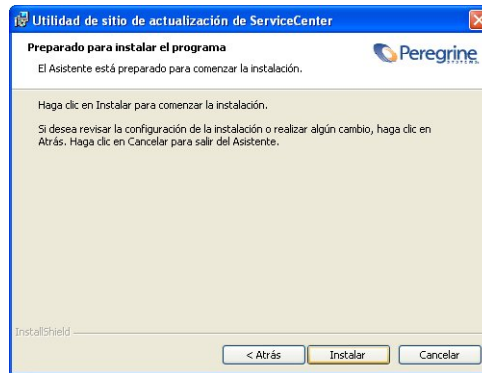 Utilidad de sitio de actualización de ServiceCenter
Preparado para instalar el programa
El Asistente está preparado para comenzar la instalación.
Peregrine
SYSTEMS
Haga clic en Instalar para comenzar la instalación.
Si desea revisar la configuración de la instalación o realizar algún cambio, haga clic en
Atrás. Haga clic en Cancelar para salir del Asistente.
InstallShield
< Atrás
Instalar
Cancelar